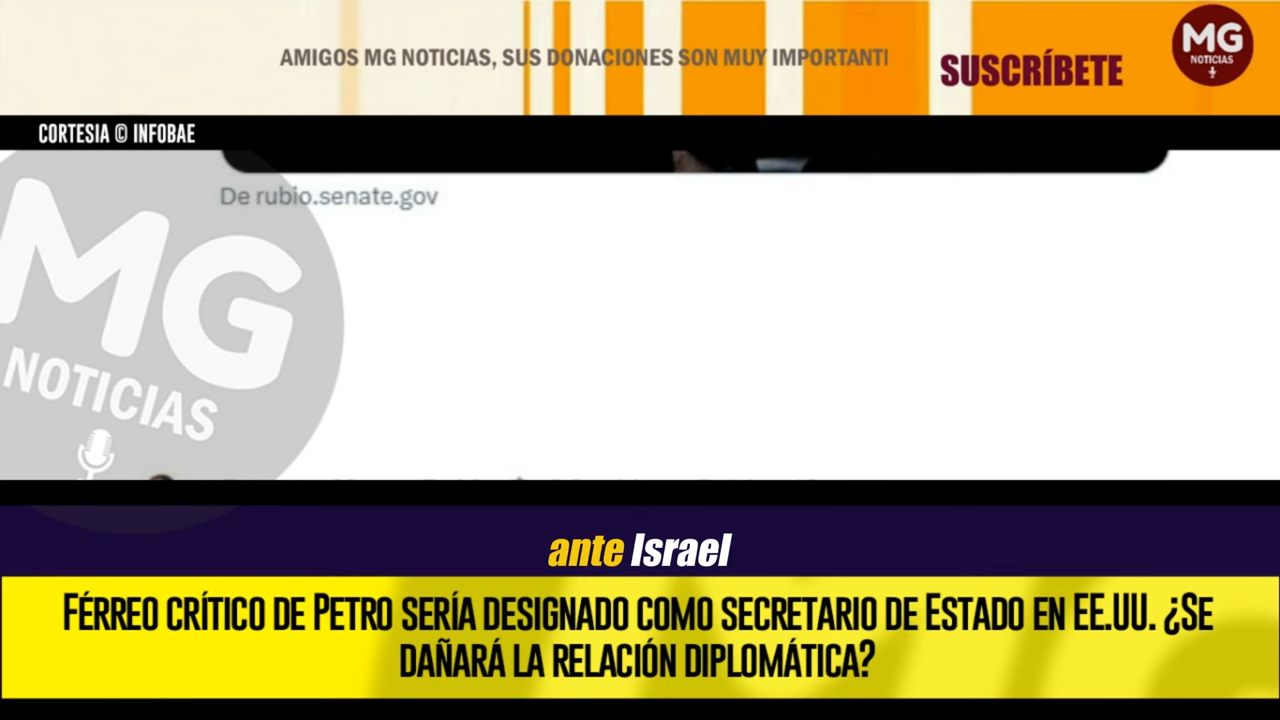 AMIGOS MG NOTICIAS, SUS DONACIONES SON MUY IMPORTANT
SUSCRÍBETE
MG
NOTICIAS
CORTESIA © INFOBAE
De rubio.senate.gov
MG
NOTICIAS
ante Israel
FÉRREO CRÍTICO DE PETRO SERÍA DESIGNADO COMO SECRETARIO DE ESTADO EN EE.UU. ¿SE
DAÑARÁ LA RELACIÓN DIPLOMÁTICA?